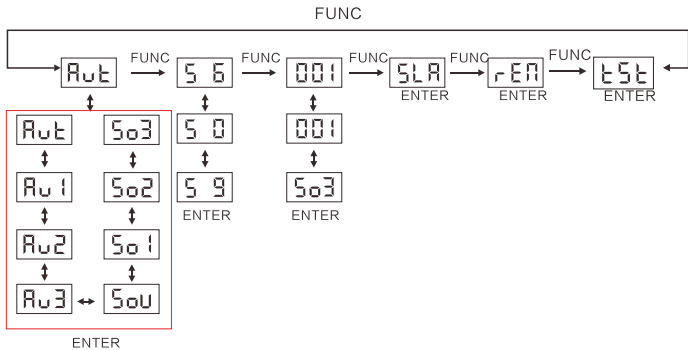 FUNC
Aut FUNC S 6 FUNC 001 FUNC SLA FUNC rEM FUNC tSt
ENTER ENTER ENTER
Aut So3 S 0 001
Au1 So2 S 9 So3
ENTER ENTER
Au2 So1
Au3 SoU
ENTER